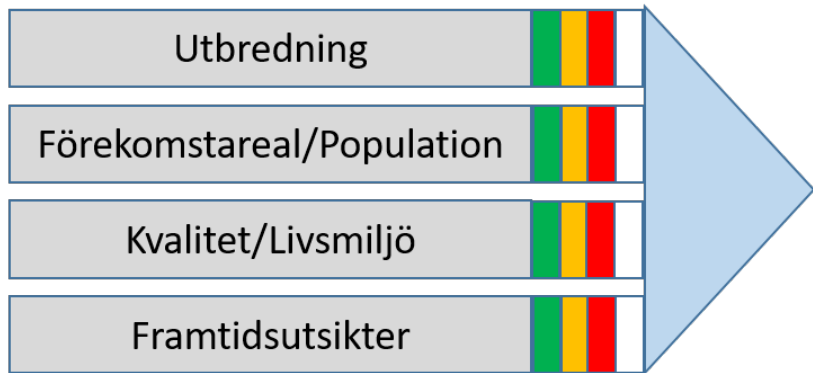 Utbredning
Förekomstareal/Population
Kvalitet/Livsmiljö
Framtidsutsikter